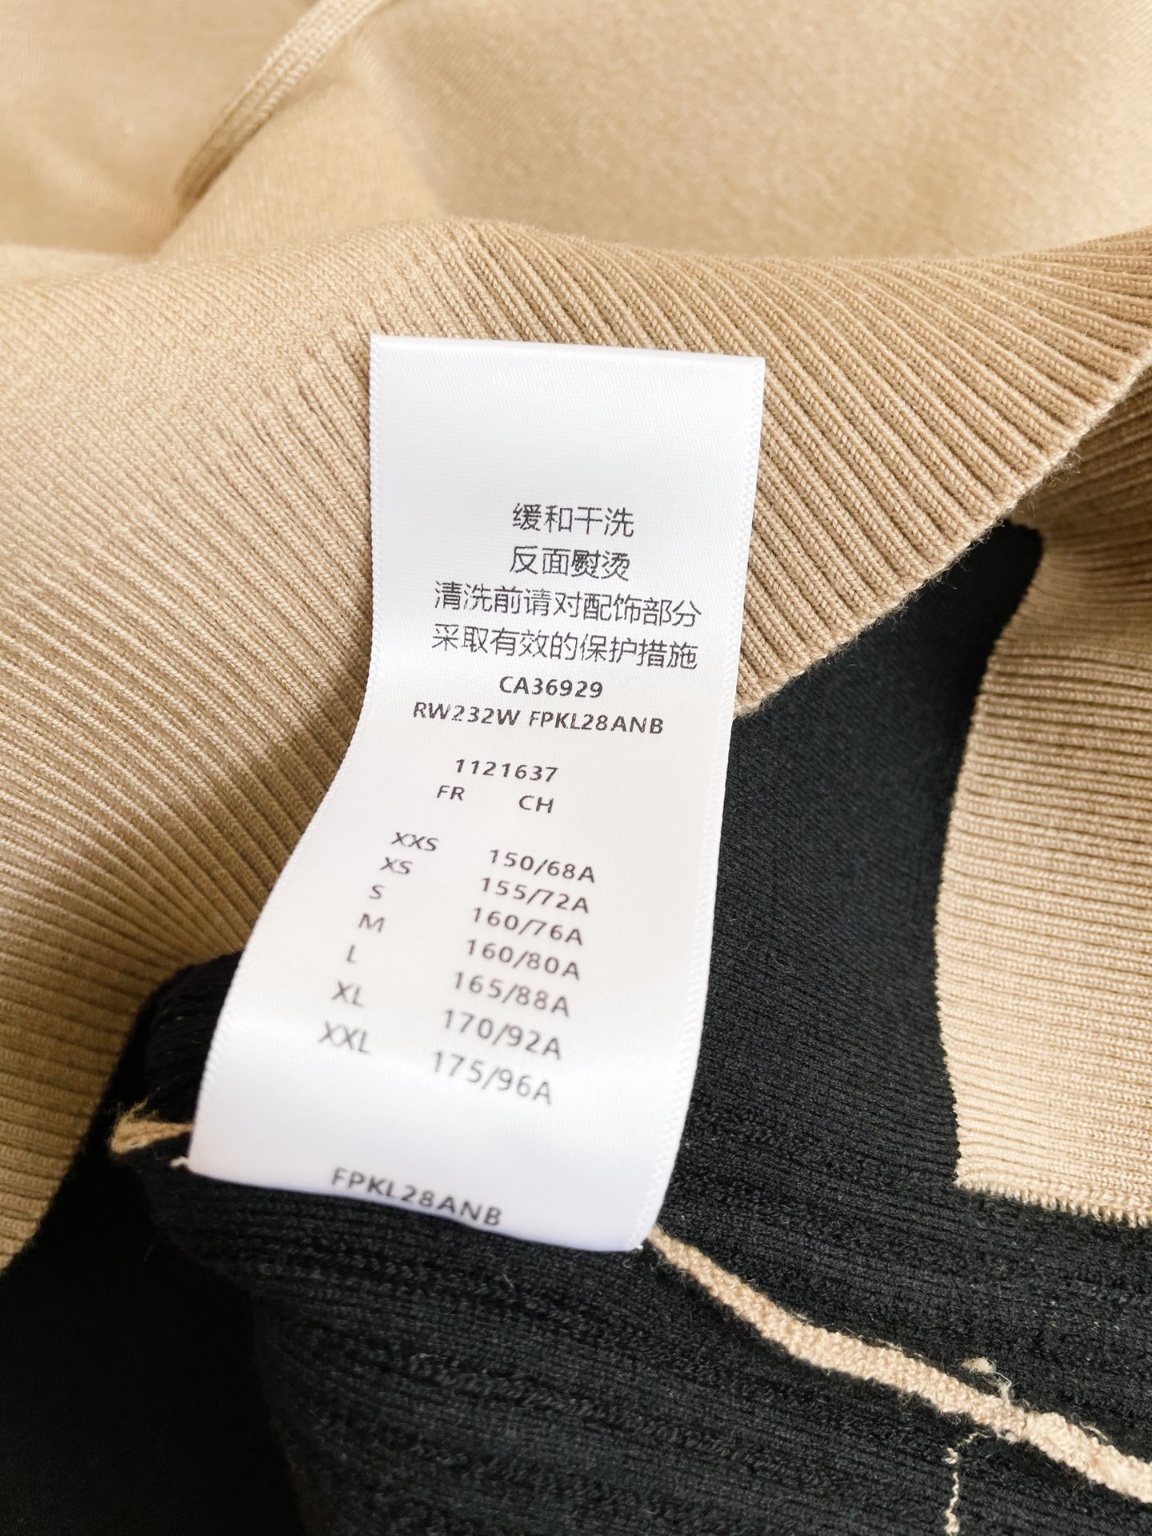 缓和干洗
反面熨烫
清洗前请对配饰部分
采取有效的保护措施
CA36929
RW232W FPKL28ANB
1121637
FR CH
XXS 150/68A
XS 155/72A
S 160/76A
M 160/80A
L 165/88A
XL 170/92A
XXL 175/96A
FPKL28ANB